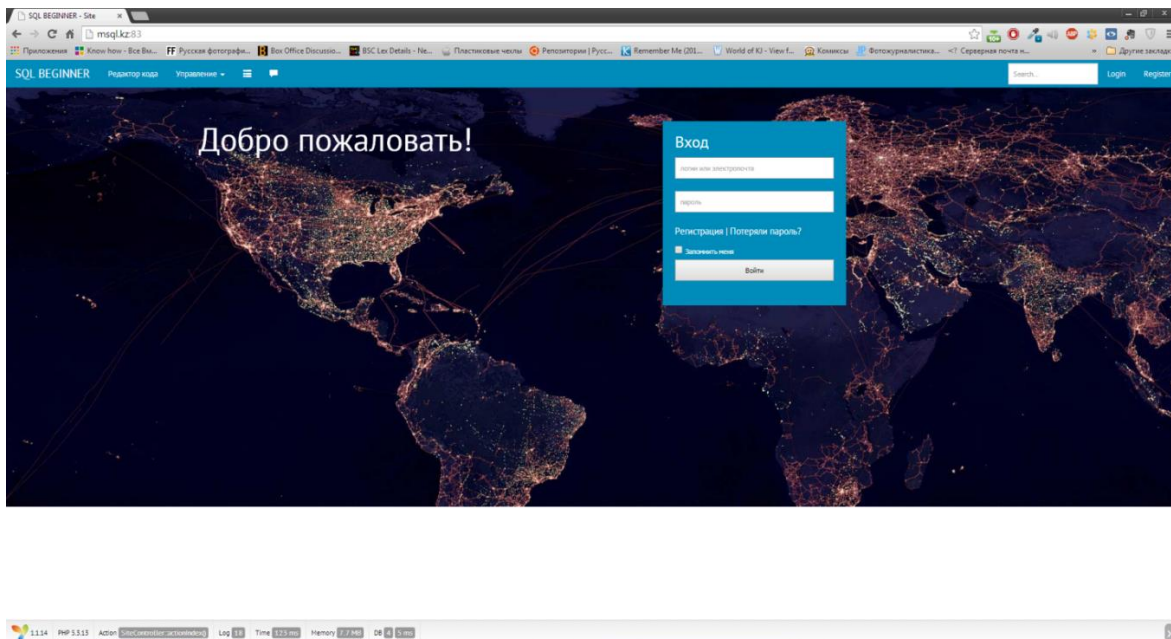 SQL BEGINNER - Site
msql.kz:83
Приложения Know how - Все Вы... Русская фотографи... Box Office Discussio... BSC Lex Details - Ne... Пластиковые чехлы Репозитории | Русс... Remember Me (201... World of KJ - View f... Комиксы Фотожурналистика... Серверная почта н... » Другие закладк
SQL BEGINNER Редактор кода Управление Search... Login Register
Добро пожаловать!
Вход
логин или электропочта
пароль
Регистрация | Потеряли пароль?
Запомнить меня
Войти
1.1.14 PHP 5.3.13 Action SiteController::actionIndex() Log 18 Time 123 ms Memory 7.7 MB DB 4 5 ms